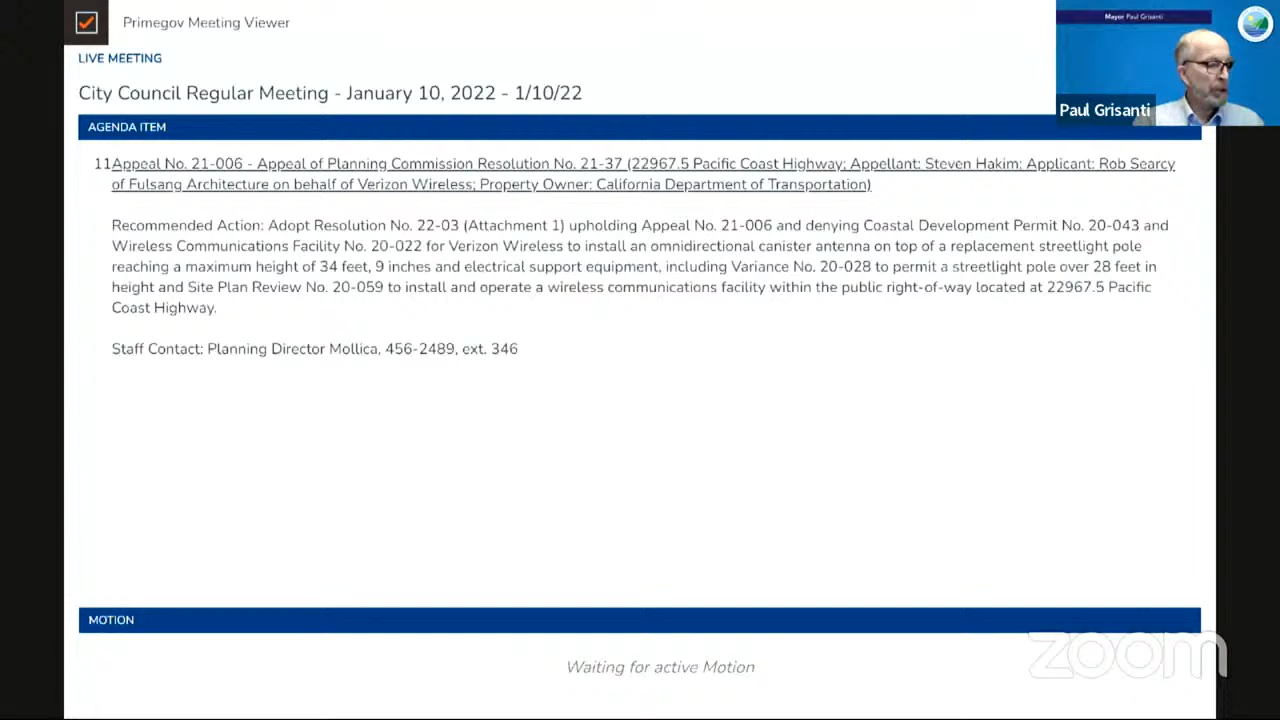 Primegov Meeting Viewer
Mayor Paul Grisanti
LIVE MEETING
City Council Regular Meeting - January 10, 2022 - 1/10/22
Paul Grisanti
AGENDA ITEM
11Appeal No. 21-006 - Appeal of Planning Commission Resolution No. 21-37 (22967.5 Pacific Coast Highway; Appellant: Steven Hakim; Applicant: Rob Searcy
of Fulsang Architecture on behalf of Verizon Wireless; Property Owner: California Department of Transportation)
Recommended Action: Adopt Resolution No. 22-03 (Attachment 1) upholding Appeal No. 21-006 and denying Coastal Development Permit No. 20-043 and
Wireless Communications Facility No. 20-022 for Verizon Wireless to install an omnidirectional canister antenna on top of a replacement streetlight pole
reaching a maximum height of 34 feet, 9 inches and electrical support equipment, including Variance No. 20-028 to permit a streetlight pole over 28 feet in
height and Site Plan Review No. 20-059 to install and operate a wireless communications facility within the public right-of-way located at 22967.5 Pacific
Coast Highway.
Staff Contact: Planning Director Mollica, 456-2489, ext. 346
MOTION
Waiting for active Motion
zoom